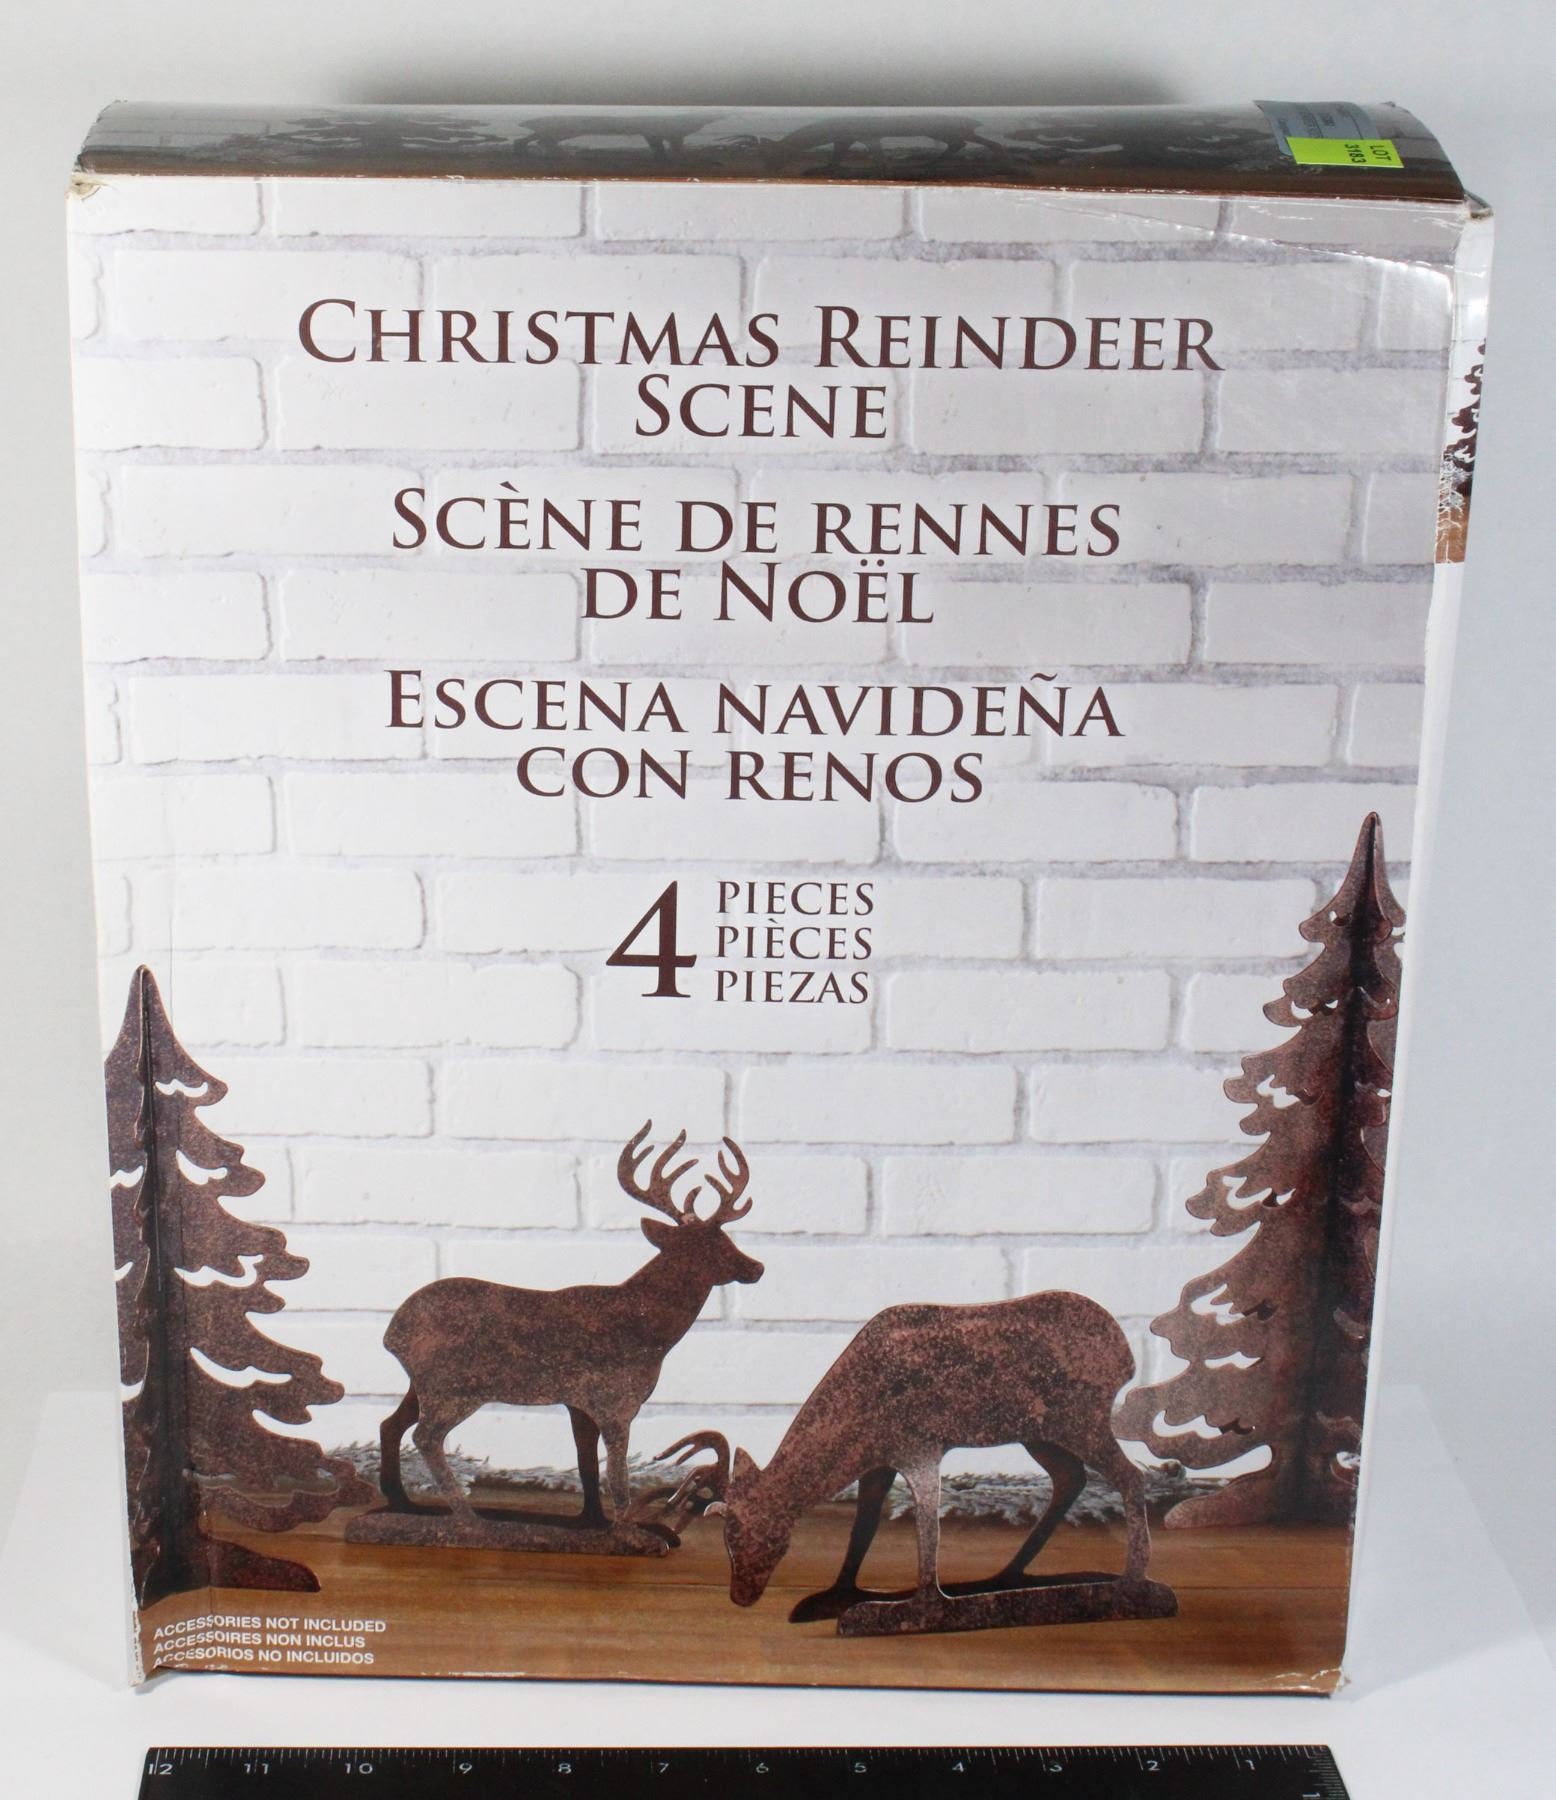 LOT
3183
CHRISTMAS REINDEER
SCENE
SCÈNE DE RENNES
DE NOËL
ESCENA NAVIDEÑA
CON RENOS
4 PIECES
PIÈCES
PIEZAS
ACCESSORIES NOT INCLUDED
ACCESSOIRES NON INCLUS
ACCESORIOS NO INCLUIDOS
12 11 10 9 8 7 6 5 4 3 2 1